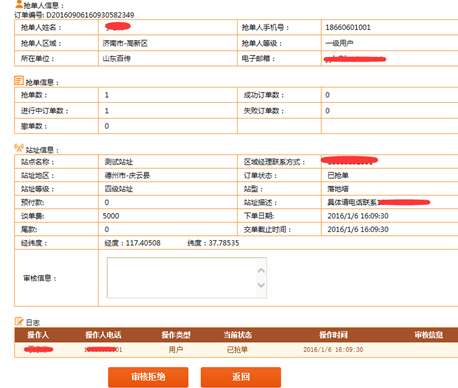 抢单人信息：
订单编号: D20160906160930582349
抢单人姓名： 抢单人手机号： 18660601001
抢单人区域： 济南市-高新区 抢单人等级： 一级用户
所在单位： 山东百传 电子邮箱：
抢单信息：
抢单数： 1 成功订单数： 0
进行中订单数： 1 失败订单数： 0
撤单数： 0
站址信息：
站点名称： 测试站址 区域经理联系方式：
站址地区： 德州市-庆云县 订单状态： 已抢单
站址等级： 四级站址 站型： 落地塔
预付款: 0 站址描述： 具体请电话联系1
谈单费: 5000 下单日期: 2016/1/6 16:09:30
尾款: 0 交单截止时间： 2016/1/6 16:09:30
经纬度： 经度：117.40508 纬度：37.78535
审核信息：
日志
操作人 操作人电话 操作类型 当前状态 操作时间 审核信息
用户 已抢单 2016/1/6 16:09:30
审核拒绝 返回